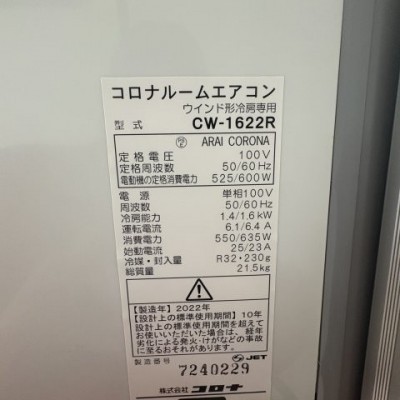 コロナルームエアコン
ウインド形冷房専用
型式 CW-1622R
ARAI CORONA
定格電圧 100V
定格周波数 50/60Hz
電動機の定格消費電力 525/600W
電源 単相100V
周波数 50/60Hz
冷房能力 1.4/1.6kW
運転電流 6.1/6.4A
消費電力 550/635W
始動電流 25/23A
冷媒・封入量 R32・230g
総質量 21.5kg
【製造年】2022年
【設計上の標準使用期間】10年
設計上の標準使用期間を超えて
お使いいただいた場合は、経年
劣化による発火・けがなどの事故
に至るおそれがあります。
製造番号 JET
7240229
株式会社 コロナ